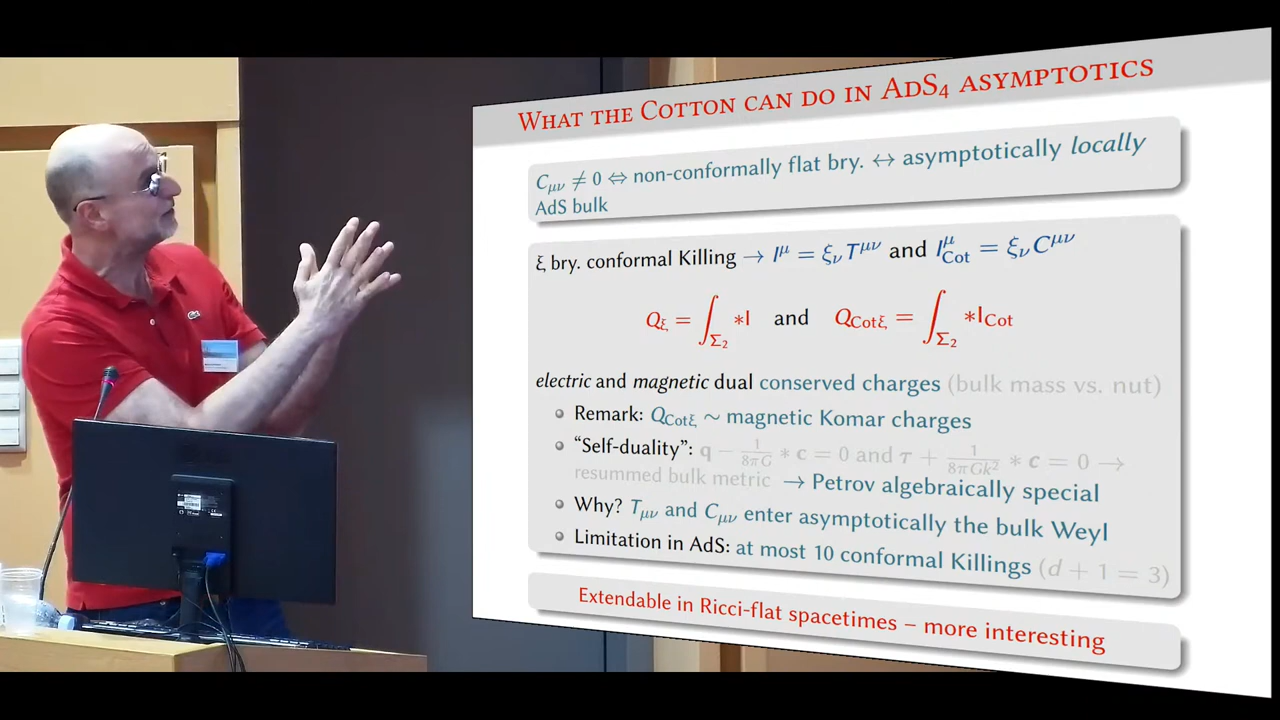 What the Cotton can do in AdS₄ asymptotics
C_μν ≠ 0 ⇔ non-conformally flat bry. ↔ asymptotically locally
AdS bulk
ξ bry. conformal Killing → I^μ = ξ_ν T^μν and I^μ_Cot = ξ_ν C^μν
Q_ξ = ∫_Σ₂ *I and Q_Cotξ = ∫_Σ₂ *I_Cot
electric and magnetic dual conserved charges (bulk mass vs. nut)
Remark: Q_Cotξ ~ magnetic Komar charges
"Self-duality": q − 1/8πG * c = 0 and τ + 1/8πGk² * c = 0 →
resummed bulk metric → Petrov algebraically special
Why? T_μν and C_μν enter asymptotically the bulk Weyl
Limitation in AdS: at most 10 conformal Killings (d + 1 = 3)
Extendable in Ricci-flat spacetimes – more interesting